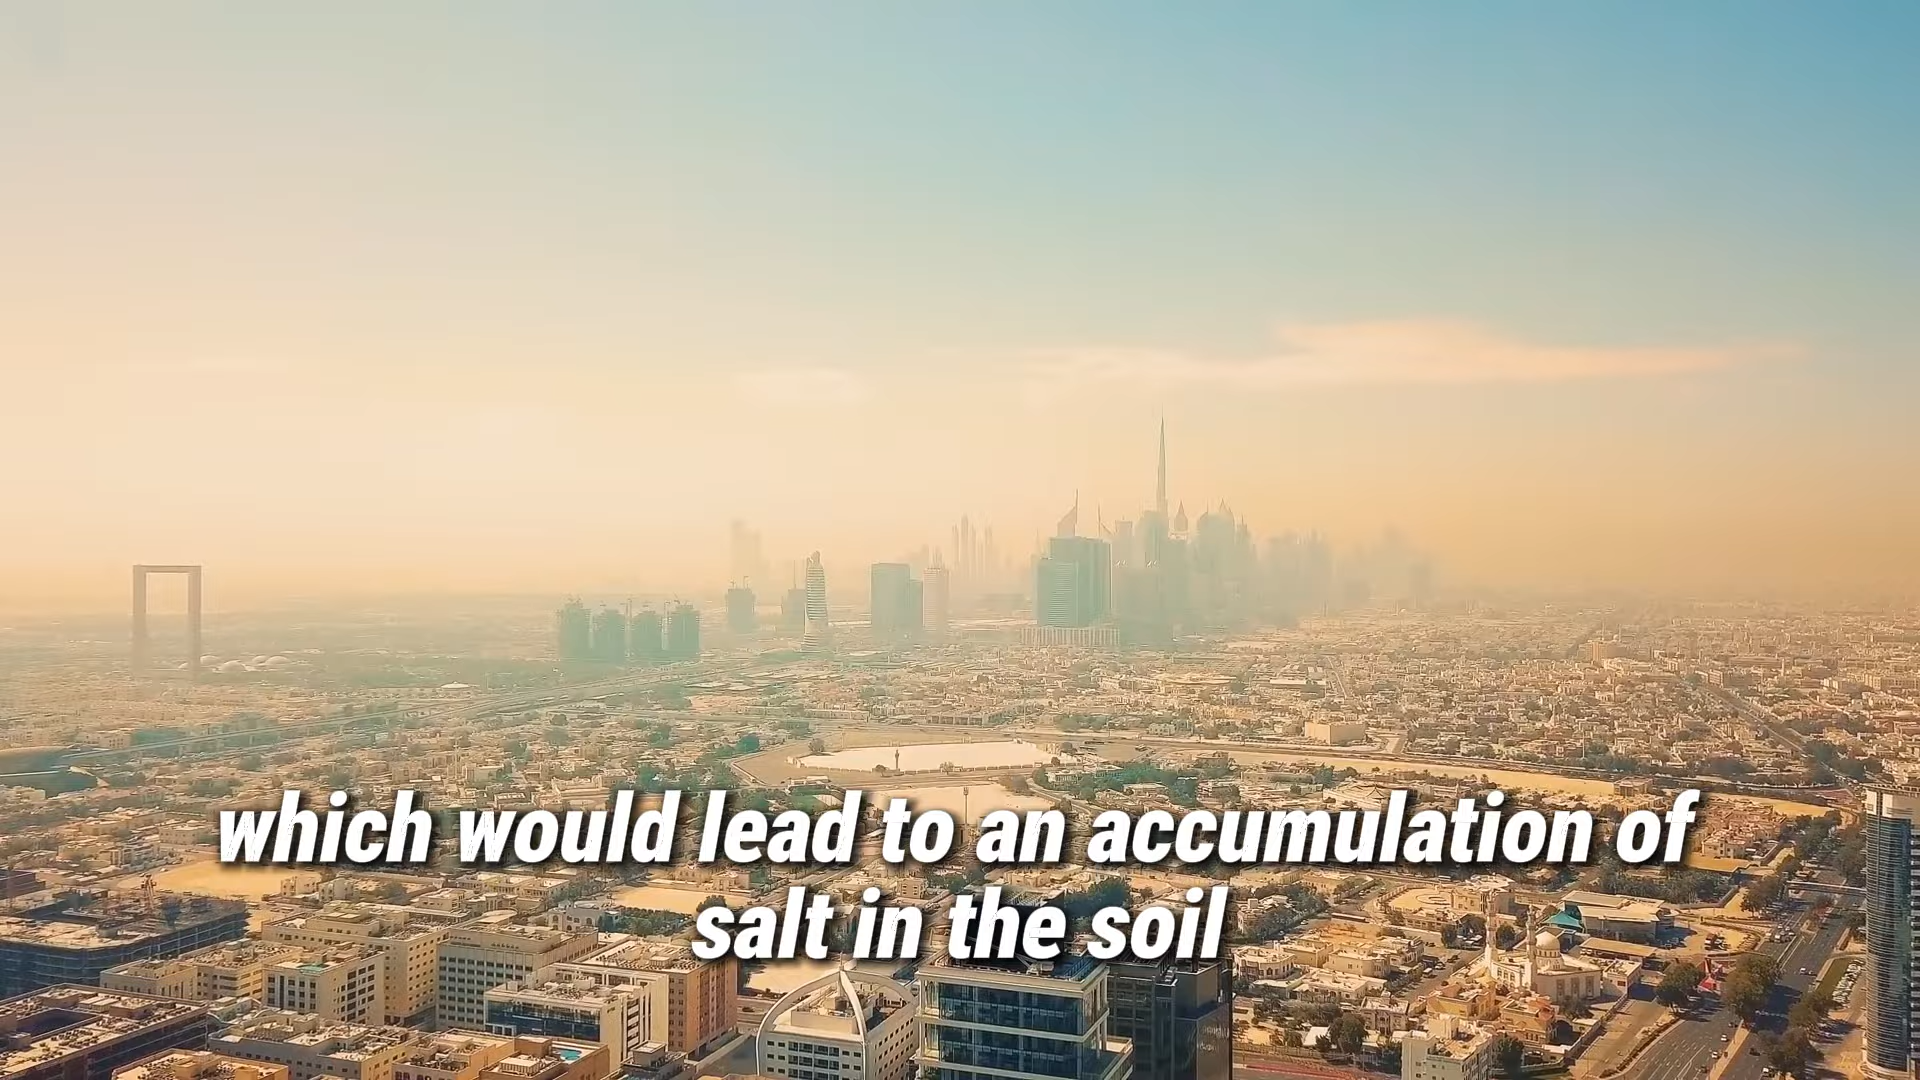 which would lead to an accumulation of
salt in the soil